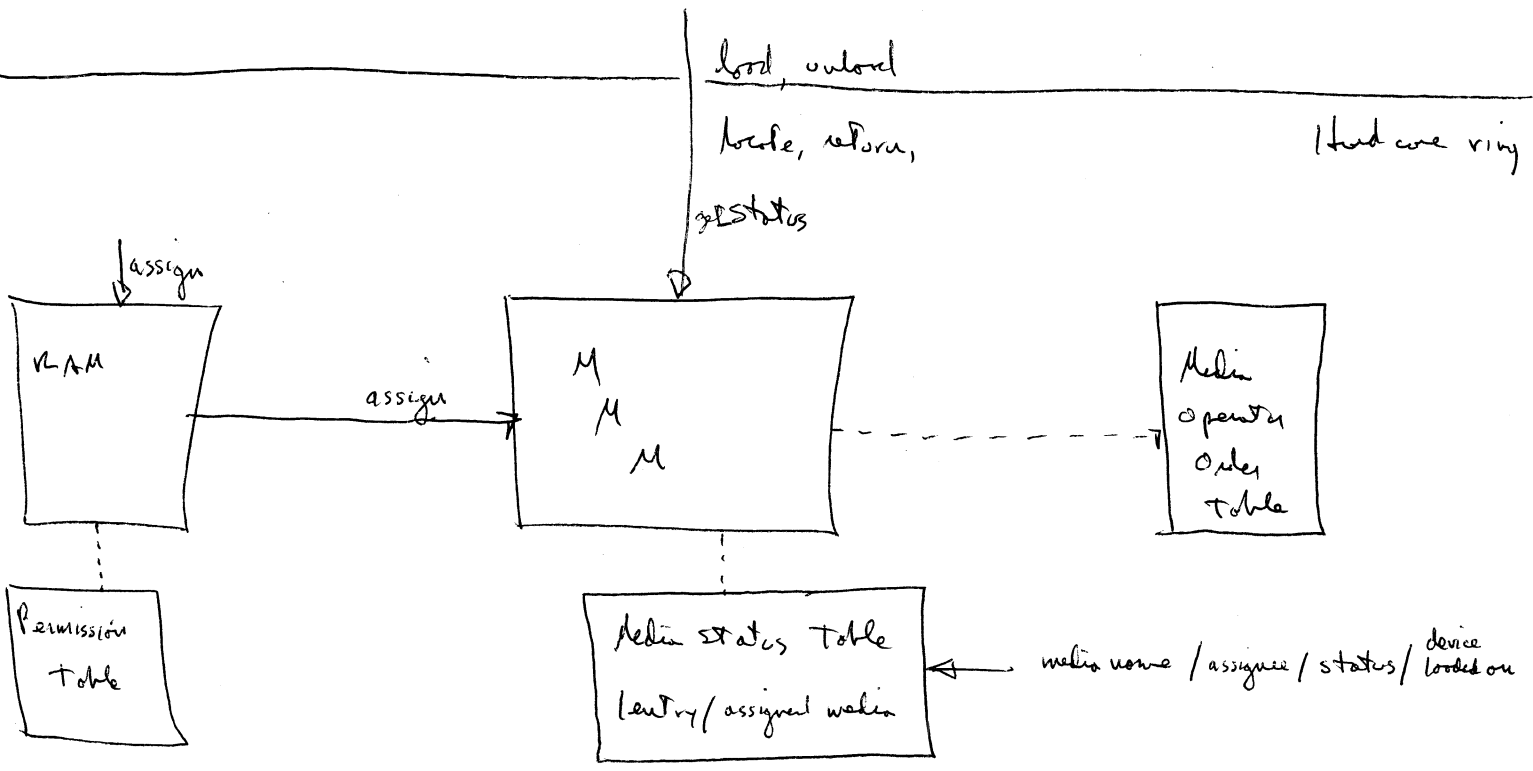 load, unload
locate, return,
Hardcore ring
getstatus
assign
RAM
assign
M
M
M
Media
Operator
Order
Table
Permission
Table
Media status Table
1 entry / assigned media
media name / assignee / status / device loaded on